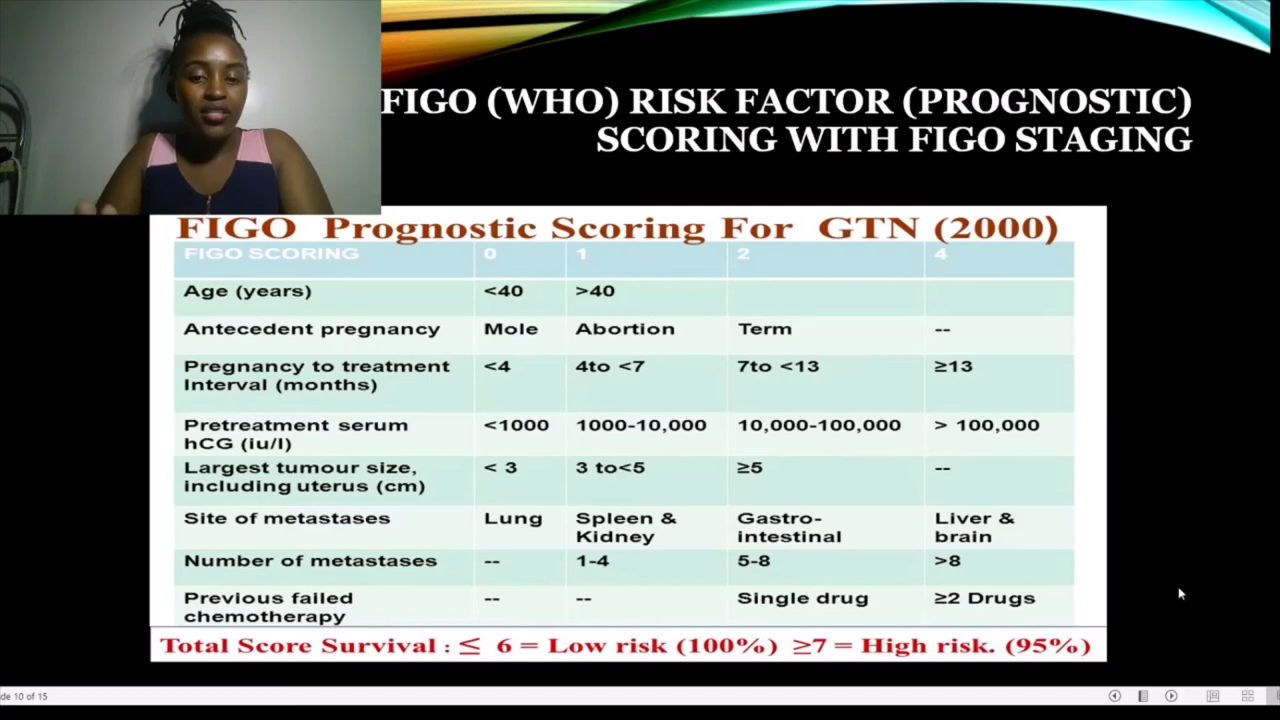 FIGO (WHO) RISK FACTOR (PROGNOSTIC)
SCORING WITH FIGO STAGING
FIGO Prognostic Scoring For GTN (2000)
FIGO SCORING 0 1 2 4
Age (years) <40 >40
Antecedent pregnancy Mole Abortion Term --
Pregnancy to treatment <4 4to <7 7to <13 ≥13
Interval (months)
Pretreatment serum <1000 1000-10,000 10,000-100,000 > 100,000
hCG (iu/l)
Largest tumour size, < 3 3 to<5 ≥5 --
including uterus (cm)
Site of metastases Lung Spleen & Gastro- Liver &
Kidney intestinal brain
Number of metastases -- 1-4 5-8 >8
Previous failed -- -- Single drug ≥2 Drugs
chemotherapy
Total Score Survival : ≤ 6 = Low risk (100%) ≥7 = High risk. (95%)
de 10 of 15